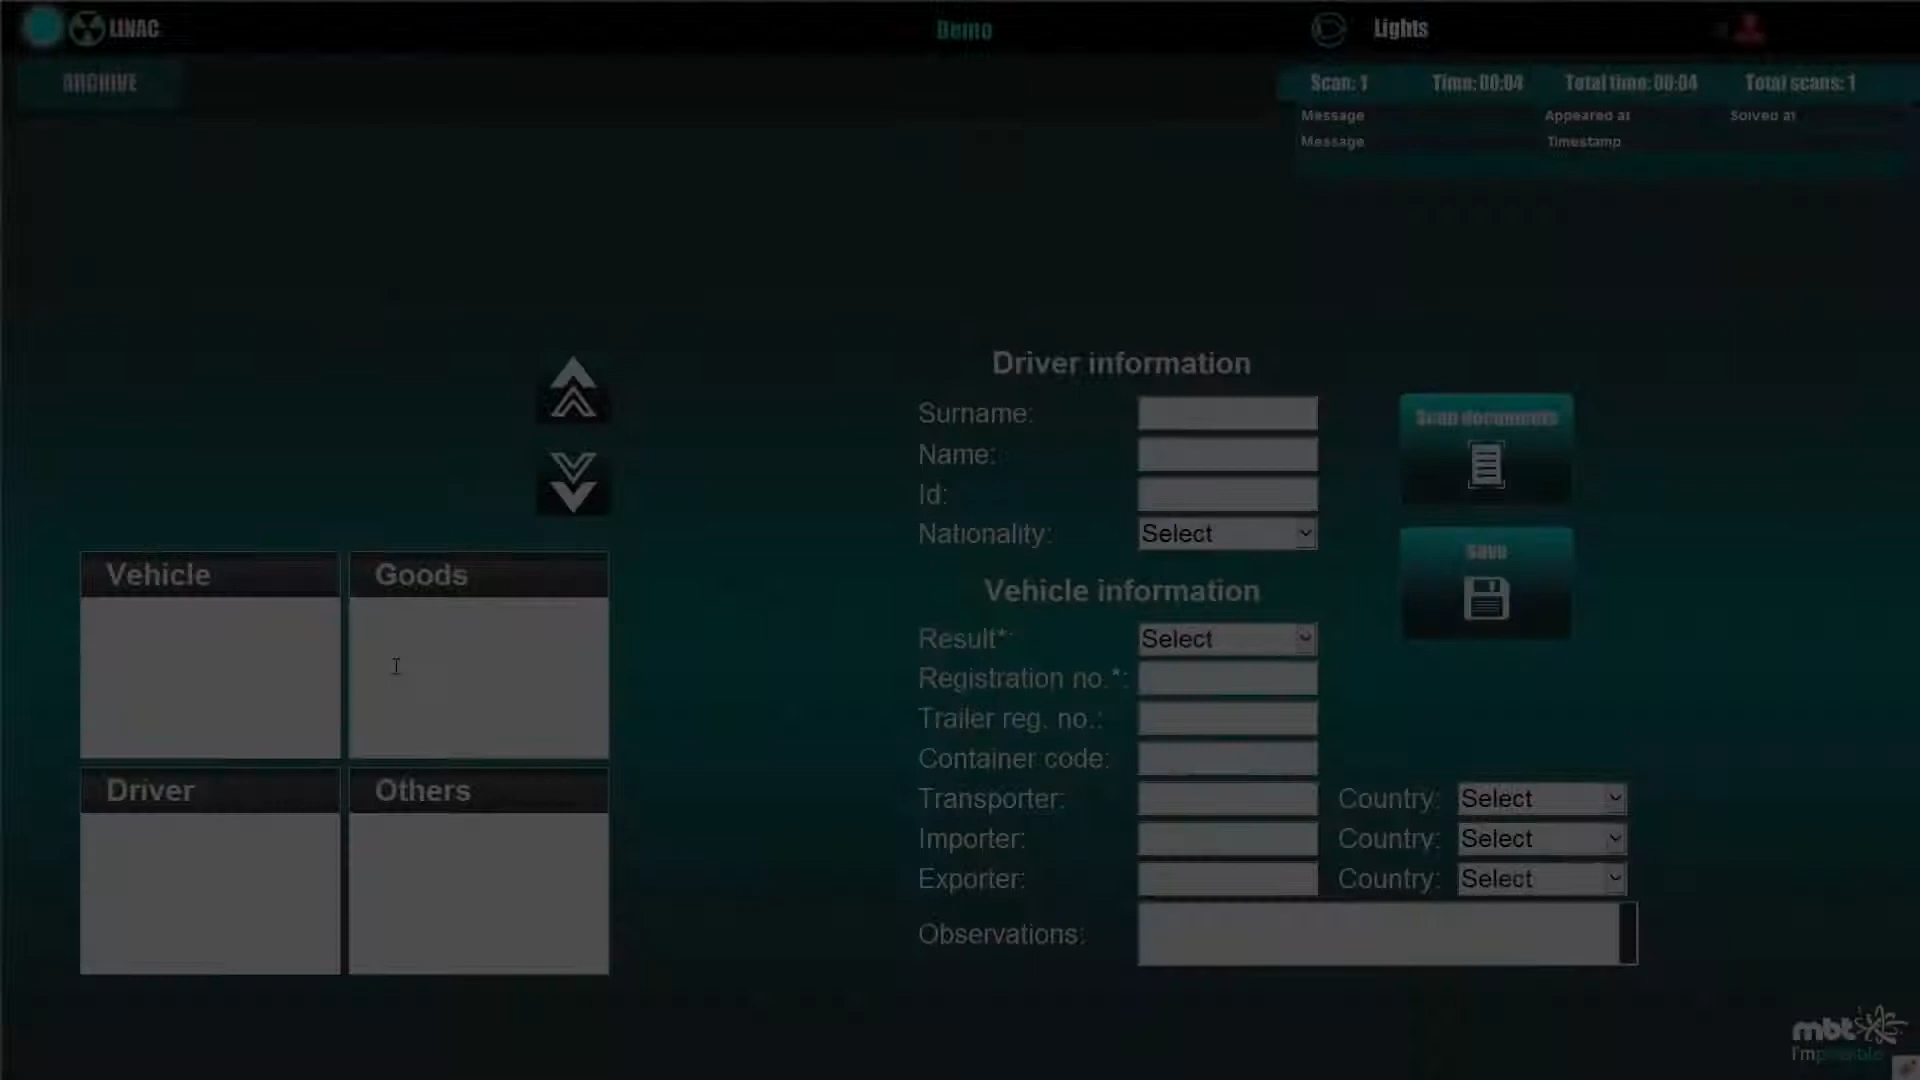 LINAC
Demo
Lights
ARCHIVE
Scan: 1 Time: 00:04 Total time: 00:04 Total scans: 1
Message Appeared at Solved at
Message Timestamp
Driver information
Surname:
Name:
Id:
Nationality: Select
Scan documents
Save
Vehicle information
Result*: Select
Registration no.*:
Trailer reg. no.:
Container code:
Transporter: Country: Select
Importer: Country: Select
Exporter: Country: Select
Observations:
Vehicle Goods
Driver Others
mbt
I'mpossible